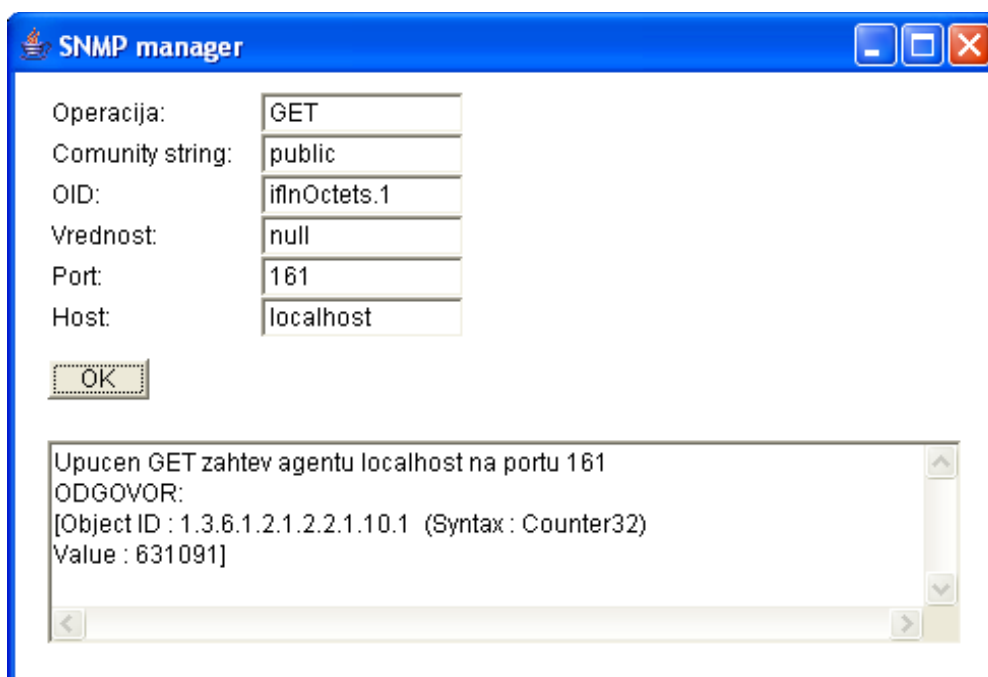 SNMP manager
Operacija: GET
Comunity string: public
OID: ifInOctets.1
Vrednost: null
Port: 161
Host: localhost
OK
Upucen GET zahtev agentu localhost na portu 161
ODGOVOR:
[Object ID : 1.3.6.1.2.1.2.2.1.10.1 (Syntax : Counter32)
Value : 631091]